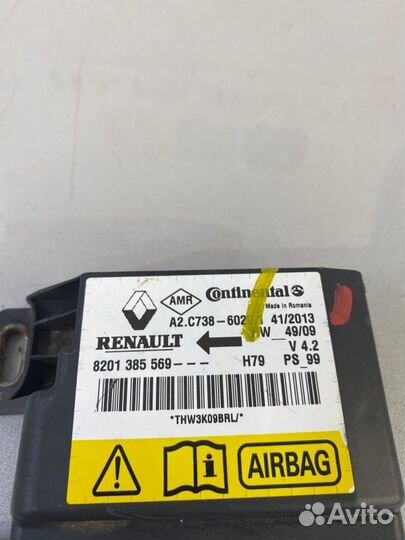 AMR Continental
Made in Romania
A2.C738-60 41/2013
RENAULT W 49/09
V 4.2
8201 385 569--- H79 PS_99
*THW3K09BRL/*
AIRBAG
Avito